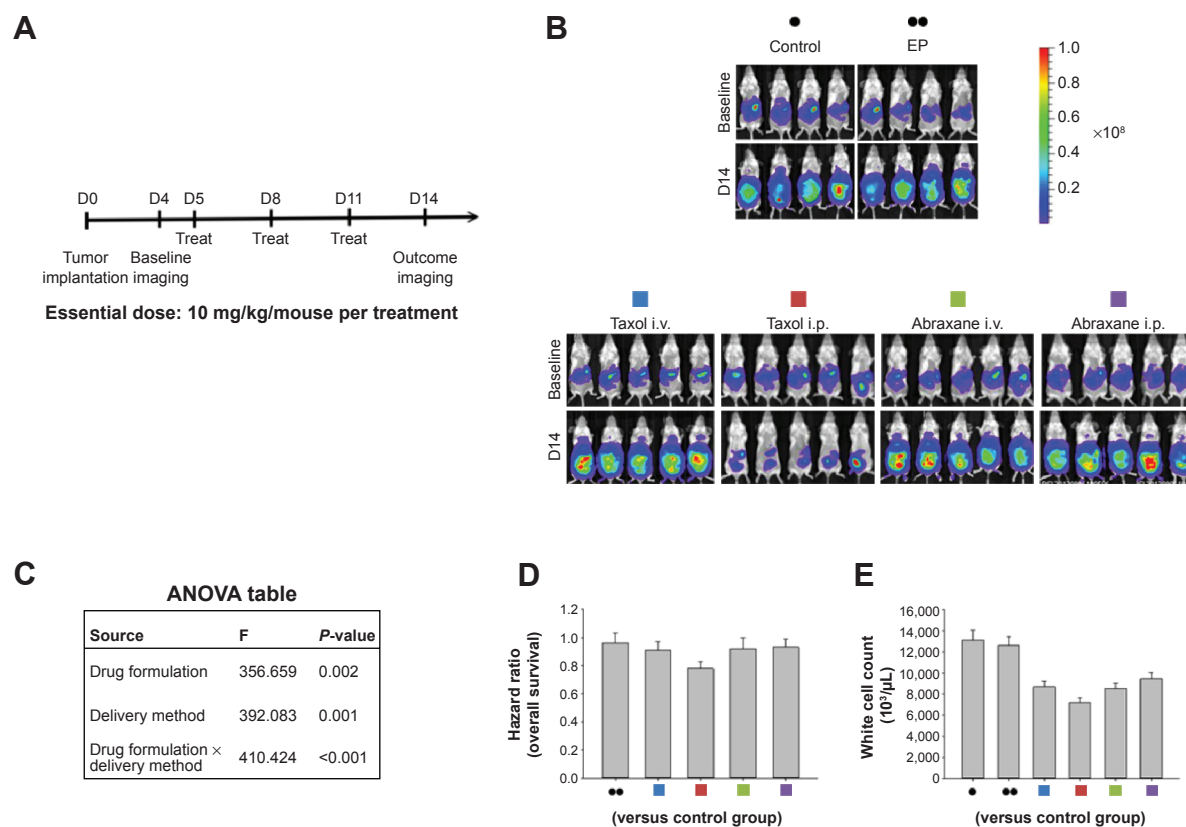 A
D0 D4 D5 D8 D11 D14
Treat Treat Treat
Tumor
implantation
Baseline
imaging
Outcome
imaging
Essential dose: 10 mg/kg/mouse per treatment
B
Control EP
Baseline
D14
1.0
0.8
0.6
0.4
0.2
×10⁸
Taxol i.v. Taxol i.p. Abraxane i.v. Abraxane i.p.
Baseline
D14
C
ANOVA table
Source F P-value
Drug formulation 356.659 0.002
Delivery method 392.083 0.001
Drug formulation ×
delivery method
410.424 <0.001
D
Hazard ratio
(overall survival)
1.2
1.0
0.8
0.6
0.4
0.2
0.0
(versus control group)
E
White cell count
(10³/μL)
16,000
14,000
12,000
10,000
8,000
6,000
4,000
2,000
0
(versus control group)